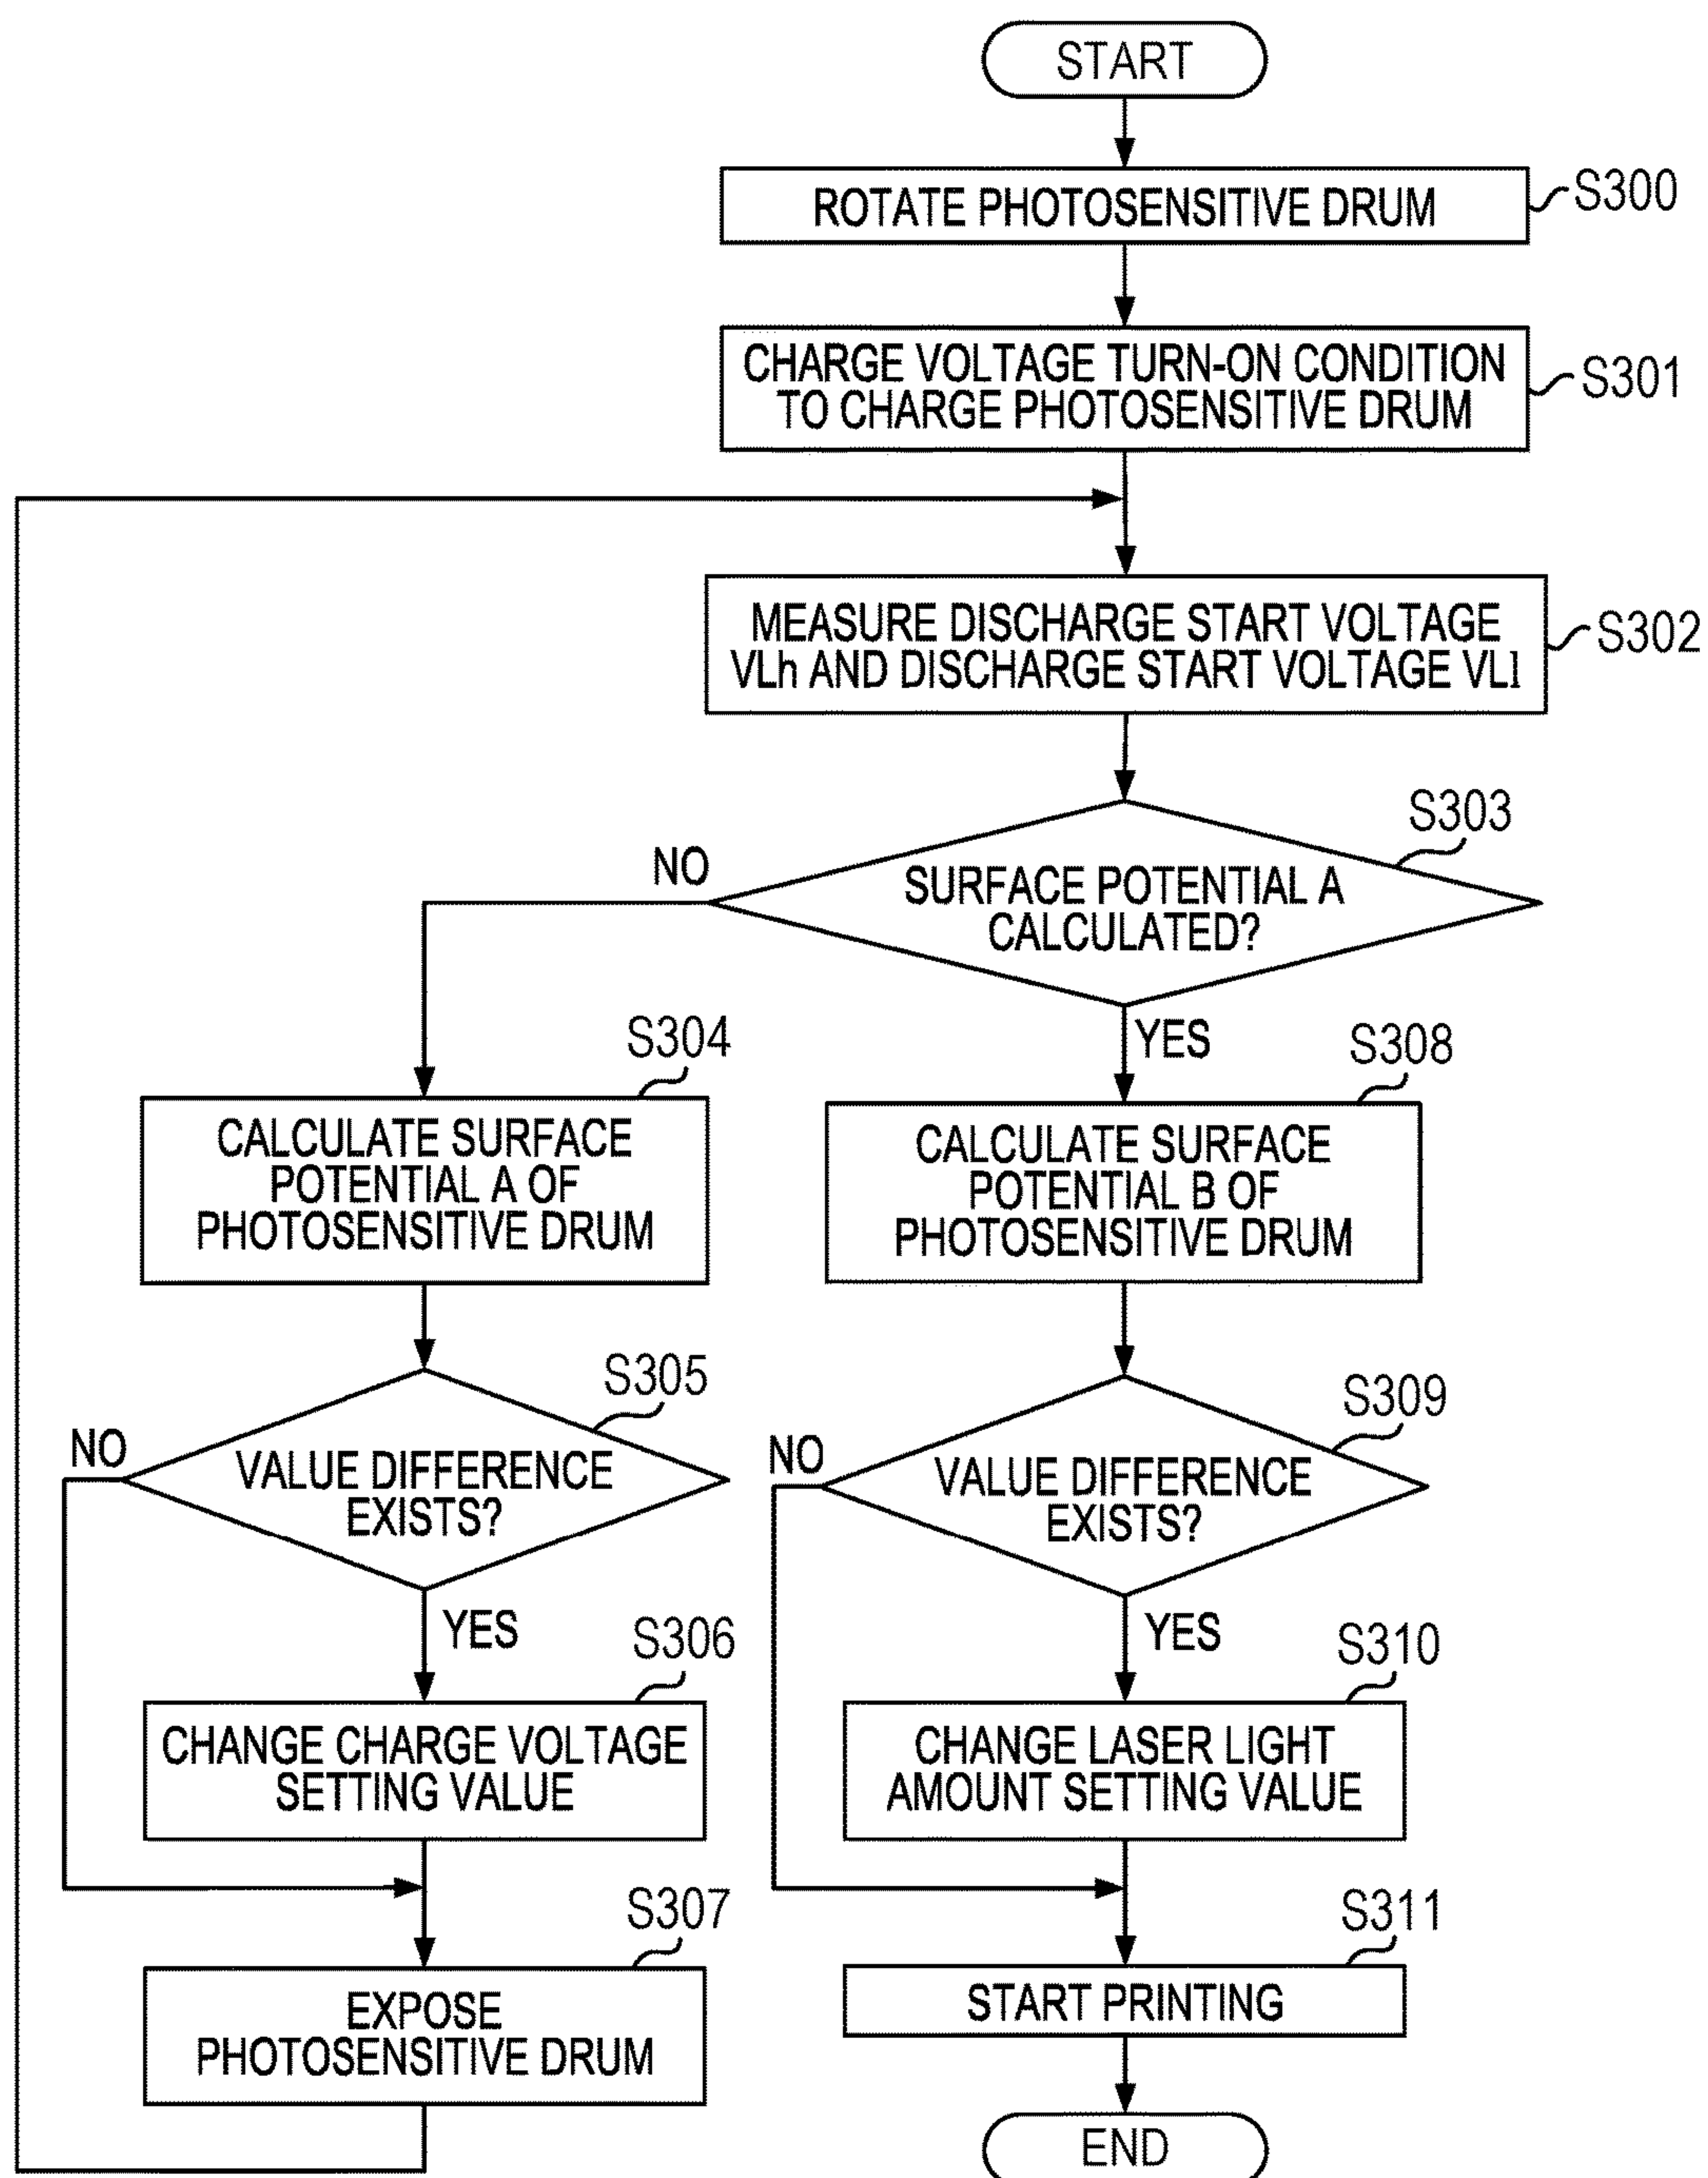 START
ROTATE PHOTOSENSITIVE DRUM
S300
CHARGE VOLTAGE TURN-ON CONDITION
TO CHARGE PHOTOSENSITIVE DRUM
S301
MEASURE DISCHARGE START VOLTAGE
VLh AND DISCHARGE START VOLTAGE VLl
S302
S303
SURFACE POTENTIAL A
CALCULATED?
NO
YES
S304
CALCULATE SURFACE
POTENTIAL A OF
PHOTOSENSITIVE DRUM
S308
CALCULATE SURFACE
POTENTIAL B OF
PHOTOSENSITIVE DRUM
S305
NO
VALUE DIFFERENCE
EXISTS?
YES
S309
NO
VALUE DIFFERENCE
EXISTS?
YES
S306
CHANGE CHARGE VOLTAGE
SETTING VALUE
S310
CHANGE LASER LIGHT
AMOUNT SETTING VALUE
S307
EXPOSE
PHOTOSENSITIVE DRUM
S311
START PRINTING
END